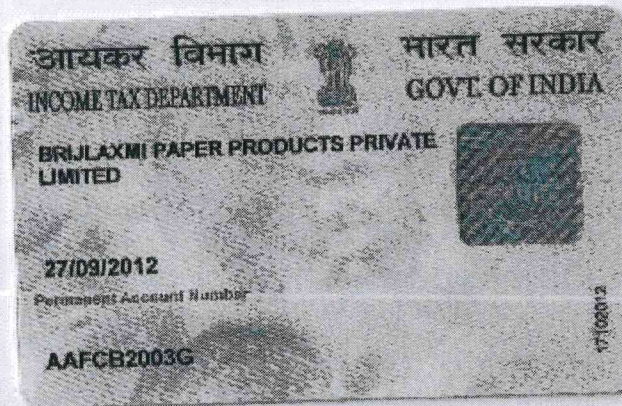 आयकर विभाग
INCOME TAX DEPARTMENT
भारत सरकार
GOVT. OF INDIA
BRIJLAXMI PAPER PRODUCTS PRIVATE
LIMITED
27/09/2012
Permanent Account Number
AAFCB2003G
17102012